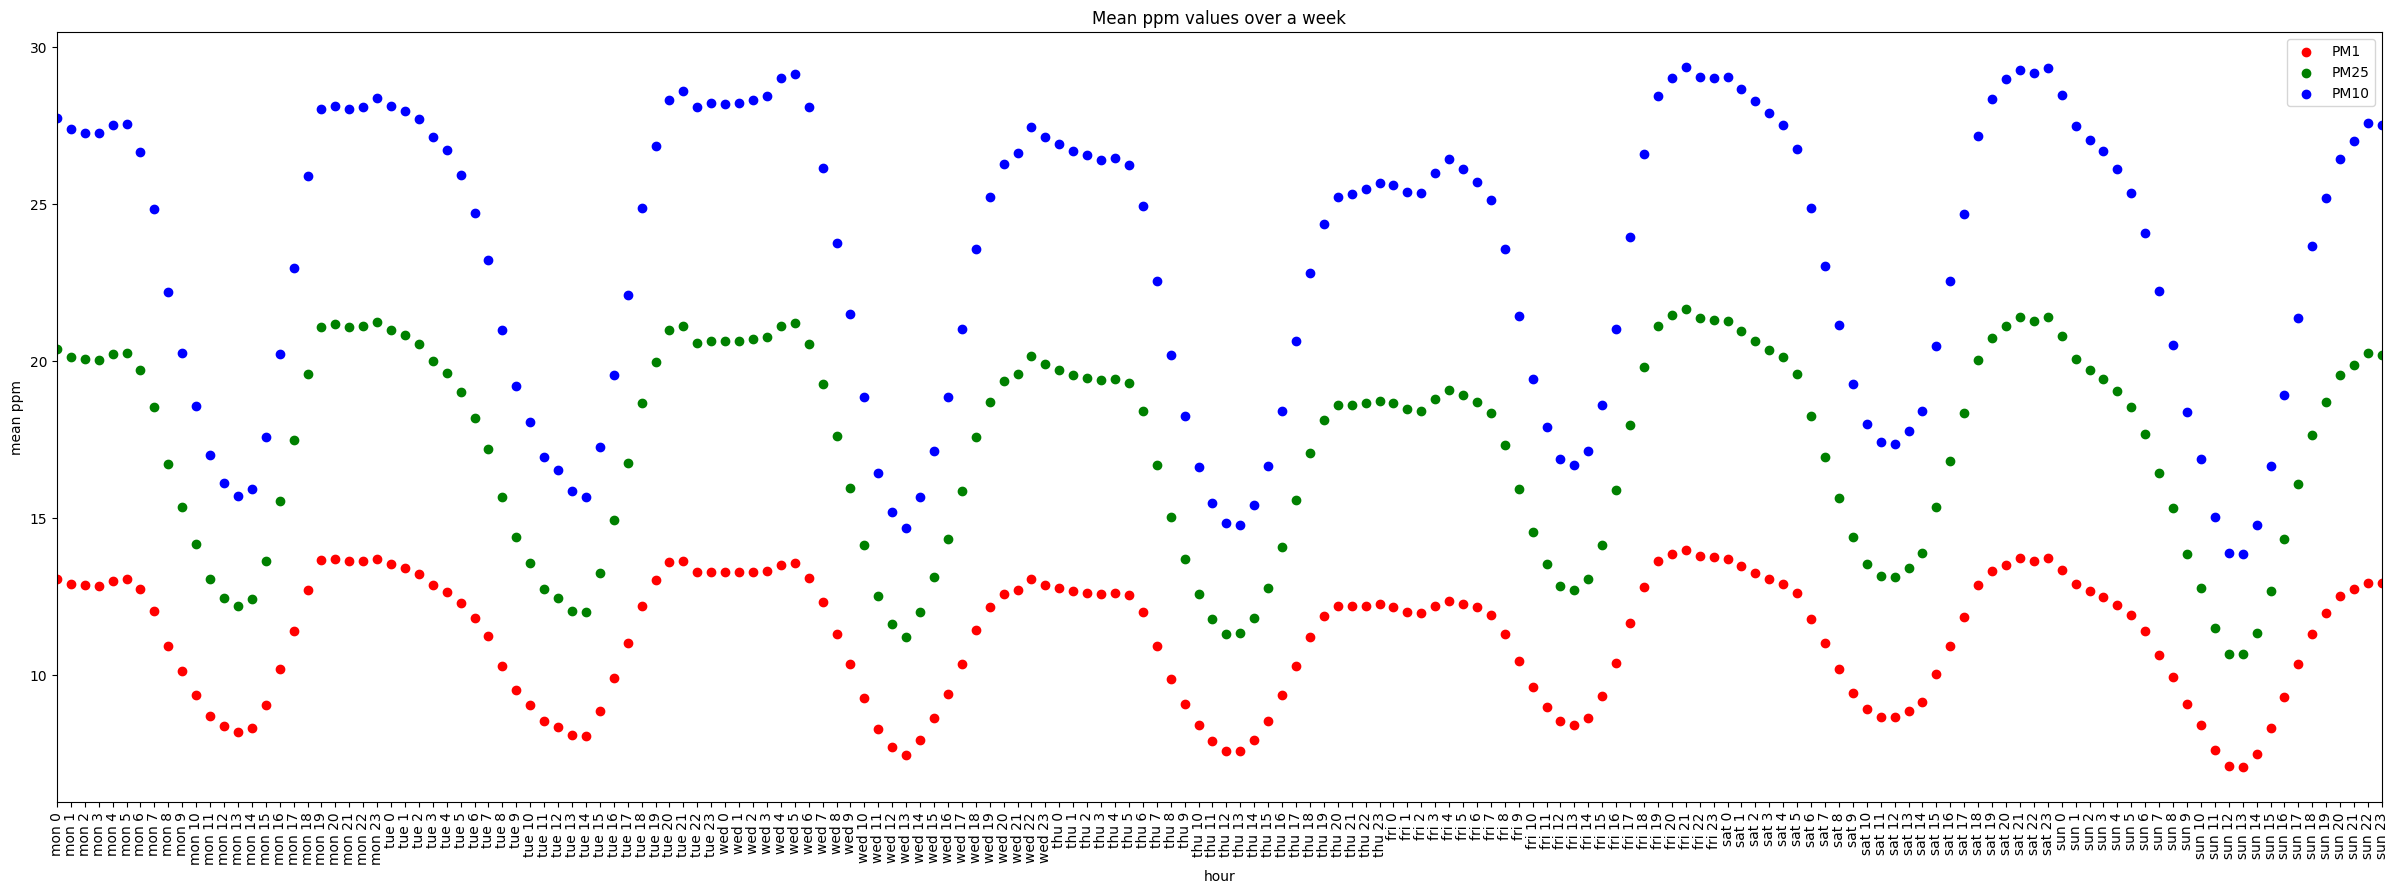 Mean ppm values over a week
PM1
PM25
PM10
30
25
20
15
10
mean ppm
mon 0
mon 1
mon 2
mon 3
mon 4
mon 5
mon 6
mon 7
mon 8
mon 9
mon 10
mon 11
mon 12
mon 13
mon 14
mon 15
mon 16
mon 17
mon 18
mon 19
mon 20
mon 21
mon 22
mon 23
tue 0
tue 1
tue 2
tue 3
tue 4
tue 5
tue 6
tue 7
tue 8
tue 9
tue 10
tue 11
tue 12
tue 13
tue 14
tue 15
tue 16
tue 17
tue 18
tue 19
tue 20
tue 21
tue 22
tue 23
wed 0
wed 1
wed 2
wed 3
wed 4
wed 5
wed 6
wed 7
wed 8
wed 9
wed 10
wed 11
wed 12
wed 13
wed 14
wed 15
wed 16
wed 17
wed 18
wed 19
wed 20
wed 21
wed 22
wed 23
thu 0
thu 1
thu 2
thu 3
thu 4
thu 5
thu 6
thu 7
thu 8
thu 9
thu 10
thu 11
thu 12
thu 13
thu 14
thu 15
thu 16
thu 17
thu 18
thu 19
thu 20
thu 21
thu 22
thu 23
fri 0
fri 1
fri 2
fri 3
fri 4
fri 5
fri 6
fri 7
fri 8
fri 9
fri 10
fri 11
fri 12
fri 13
fri 14
fri 15
fri 16
fri 17
fri 18
fri 19
fri 20
fri 21
fri 22
fri 23
sat 0
sat 1
sat 2
sat 3
sat 4
sat 5
sat 6
sat 7
sat 8
sat 9
sat 10
sat 11
sat 12
sat 13
sat 14
sat 15
sat 16
sat 17
sat 18
sat 19
sat 20
sat 21
sat 22
sat 23
sun 0
sun 1
sun 2
sun 3
sun 4
sun 5
sun 6
sun 7
sun 8
sun 9
sun 10
sun 11
sun 12
sun 13
sun 14
sun 15
sun 16
sun 17
sun 18
sun 19
sun 20
sun 21
sun 22
sun 23
hour